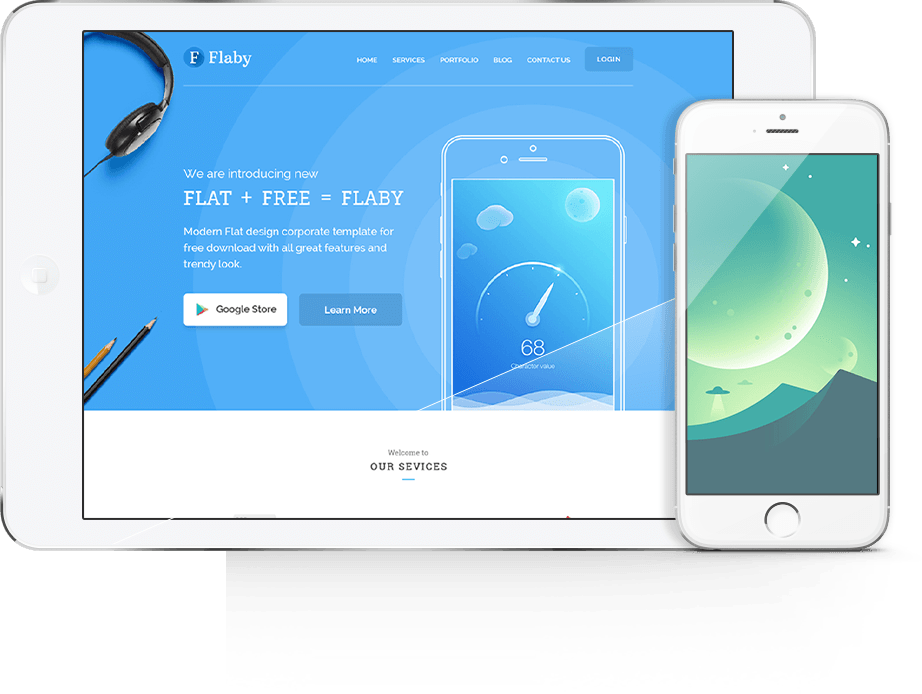 F Flaby
HOME SERVICES PORTFOLIO BLOG CONTACT US LOGIN
We are introducing new
FLAT + FREE = FLABY
Modern Flat design corporate template for
free download with all great features and
trendy look.
Google Store Learn More
68
Character value
Welcome to
OUR SEVICES